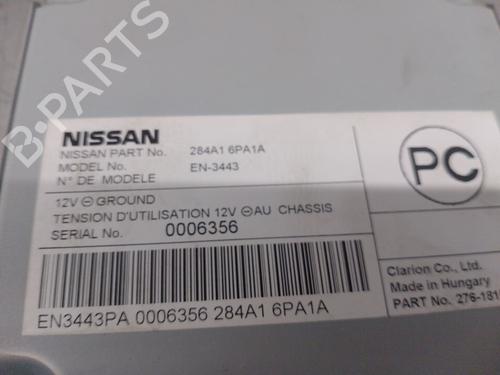 NISSAN
NISSAN PART No. 284A1 6PA1A
MODEL No. EN-3443
N° DE MODELE
12V ⊖ GROUND
TENSION D'UTILISATION 12V ⊖ AU CHASSIS
SERIAL No. 0006356
EN3443PA 0006356 284A1 6PA1A
PC
Clarion Co., Ltd.
Made in Hungary
PART No. 276-181
B-PARTS